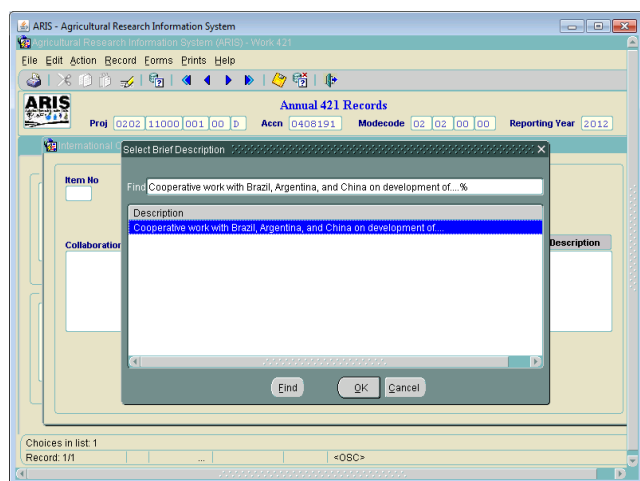 ARIS - Agricultural Research Information System
Agricultural Research Information System (ARIS) - Work 421
File Edit Action Record Forms Prints Help
ARIS
Annual 421 Records
Proj 0202 11000 001 00 D Accn 0408191 Modecode 02 02 00 00 Reporting Year 2012
International C
Select Brief Description
Item No
Find Cooperative work with Brazil, Argentina, and China on development of....%
Description
Cooperative work with Brazil, Argentina, and China on development of....
Collaboration
Description
Find OK Cancel
Choices in list: 1
Record: 1/1 ... <OSC>